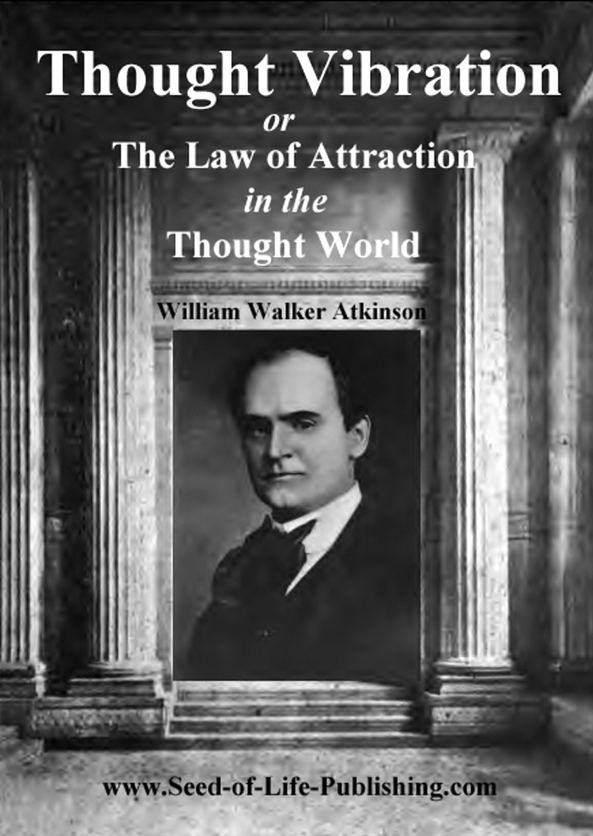 Thought Vibration
or
The Law of Attraction
in the
Thought World
William Walker Atkinson
www.Seed-of-Life-Publishing.com